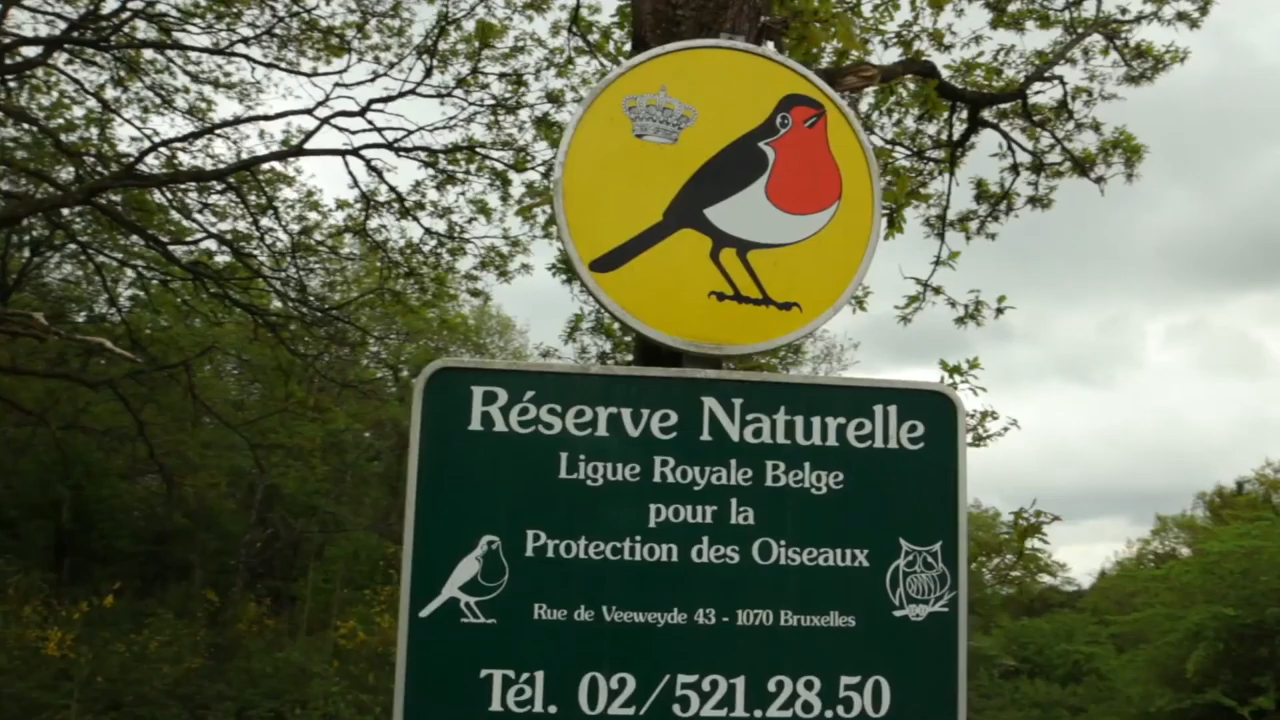 Réserve Naturelle
Ligue Royale Belge
pour la
Protection des Oiseaux
Rue de Veeweyde 43 - 1070 Bruxelles
Tél. 02/521.28.50